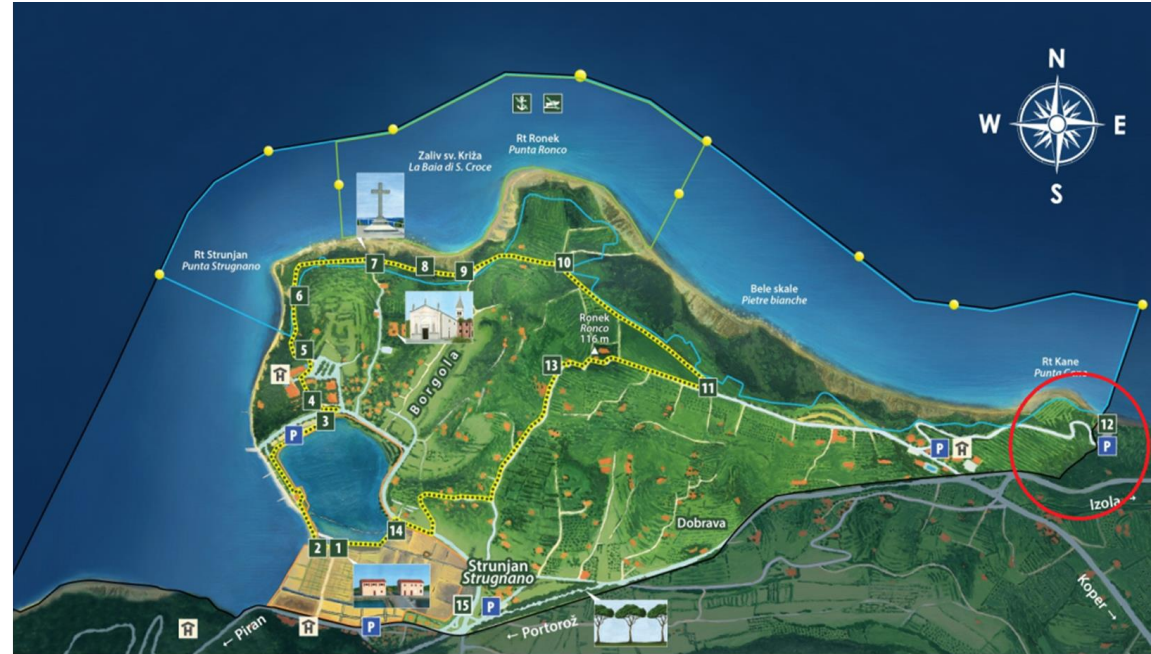 N
W
E
S
Rt Ronek
Punta Ronco
Zaliv sv. Križa
La Baia di S. Croce
Rt Strunjan
Punta Strugnano
7
8
9
10
6
Bele skale
Pietre bianche
Ronek
Ronco
116 m
5
H
13
Rt Kane
Punta Cane
11
4
Borgola
3
P
12
P
H
P
Izola →
14
Dobrava
2
1
Strunjan
Strugnano
15
P
Koper →
H
← Piran
H
P
← Portorož